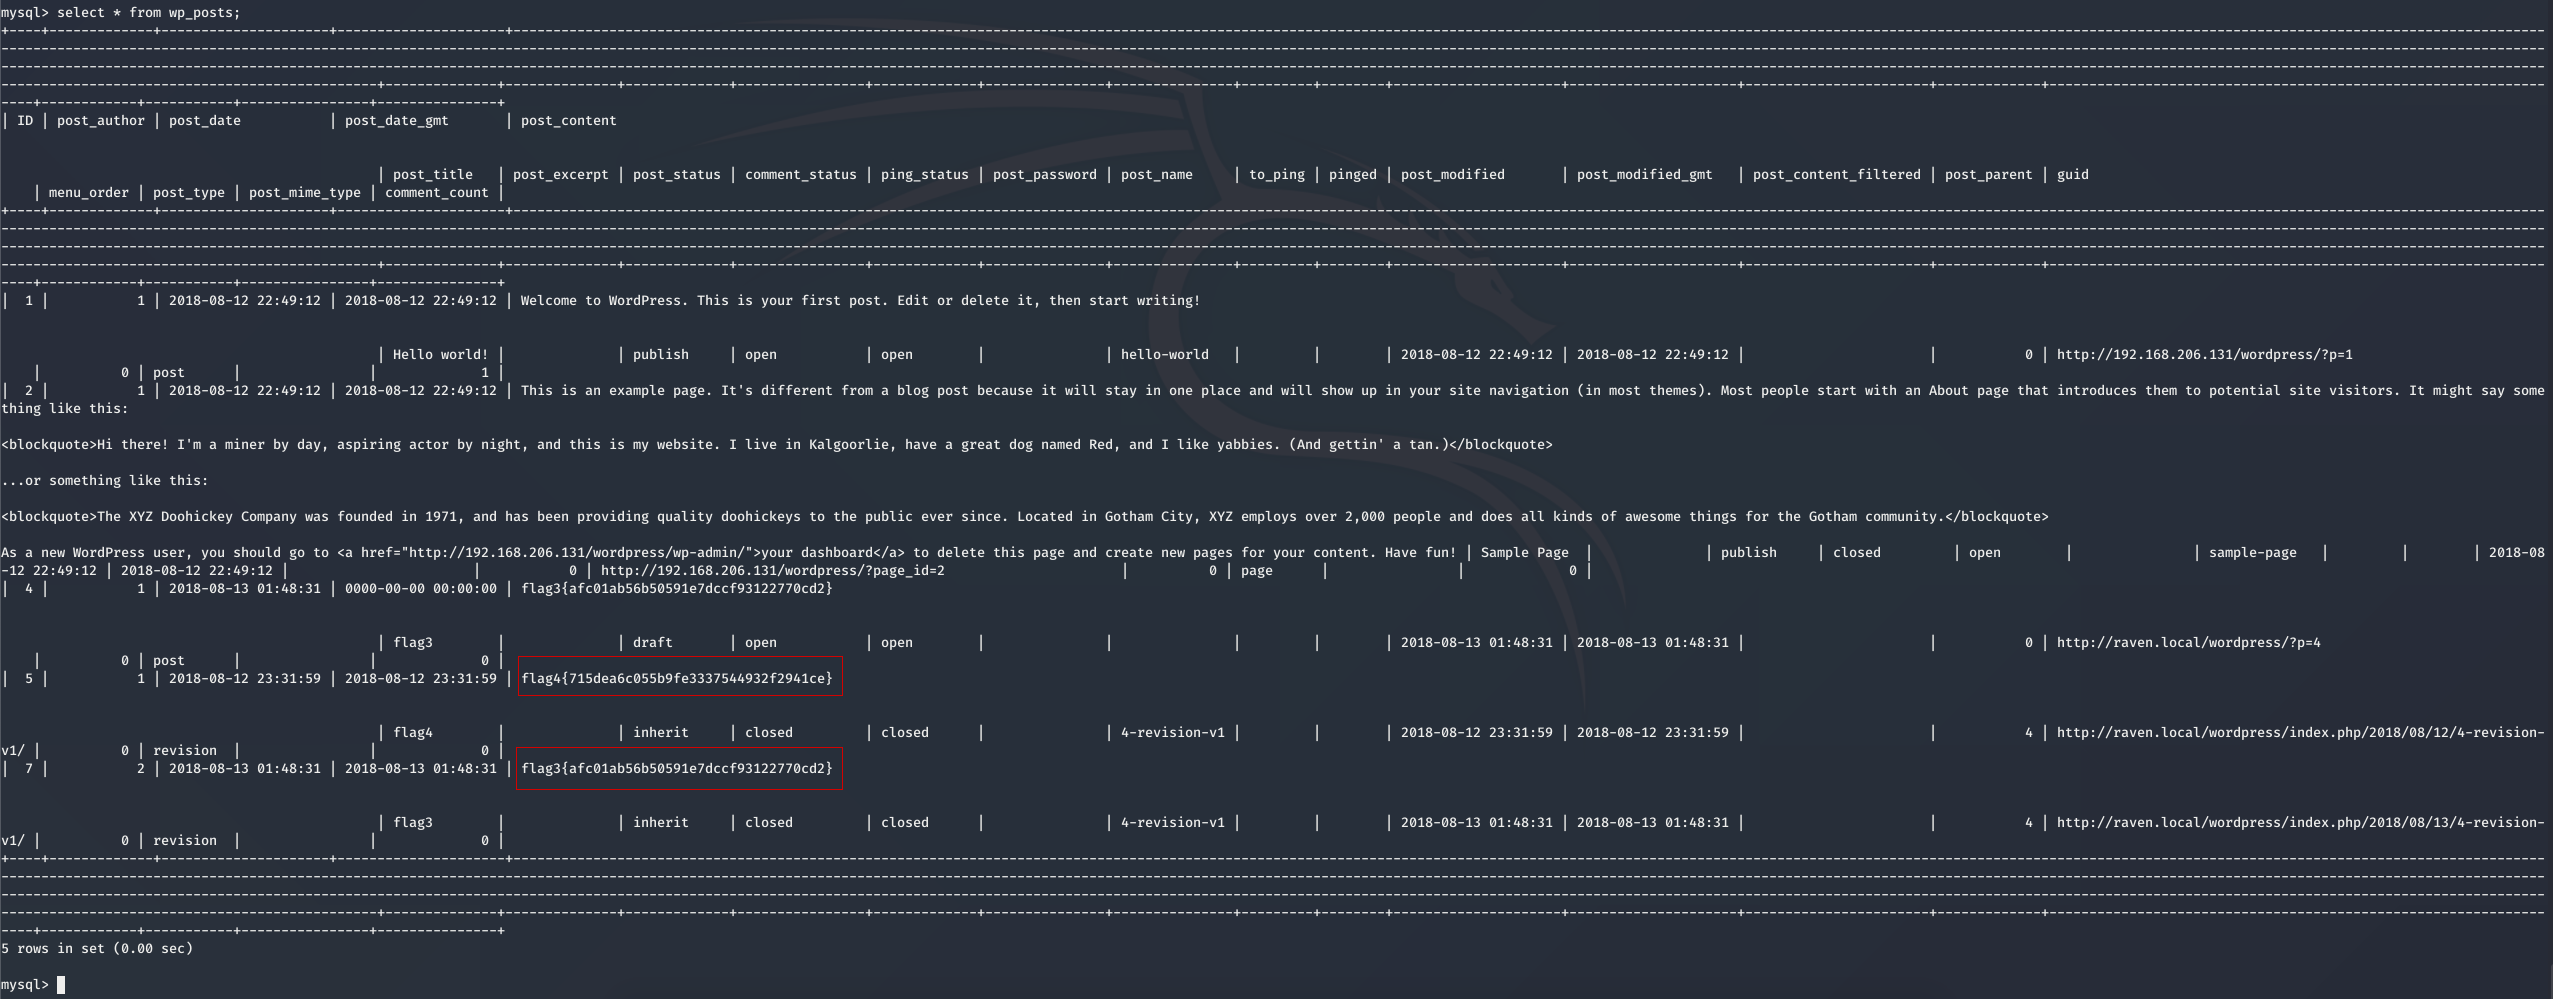 mysql> select * from wp_posts;
| ID | post_author | post_date | post_date_gmt | post_content
| post_title | post_excerpt | post_status | comment_status | ping_status | post_password | post_name | to_ping | pinged | post_modified | post_modified_gmt | post_content_filtered | post_parent | guid
| menu_order | post_type | post_mime_type | comment_count |
| 1 | 1 | 2018-08-12 22:49:12 | 2018-08-12 22:49:12 | Welcome to WordPress. This is your first post. Edit or delete it, then start writing!
| Hello world! | | publish | open | open | | hello-world | | | 2018-08-12 22:49:12 | 2018-08-12 22:49:12 | | 0 | http://192.168.206.131/wordpress/?p=1
| 0 | post | | 1 |
| 2 | 1 | 2018-08-12 22:49:12 | 2018-08-12 22:49:12 | This is an example page. It's different from a blog post because it will stay in one place and will show up in your site navigation (in most themes). Most people start with an About page that introduces them to potential site visitors. It might say some
thing like this:
<blockquote>Hi there! I'm a miner by day, aspiring actor by night, and this is my website. I live in Kalgoorlie, have a great dog named Red, and I like yabbies. (And gettin' a tan.)</blockquote>
...or something like this:
<blockquote>The XYZ Doohickey Company was founded in 1971, and has been providing quality doohickeys to the public ever since. Located in Gotham City, XYZ employs over 2,000 people and does all kinds of awesome things for the Gotham community.</blockquote>
As a new WordPress user, you should go to <a href="http://192.168.206.131/wordpress/wp-admin/">your dashboard</a> to delete this page and create new pages for your content. Have fun! | Sample Page | | publish | closed | open | | sample-page | | | 2018-08
-12 22:49:12 | 2018-08-12 22:49:12 | | 0 | http://192.168.206.131/wordpress/?page_id=2 | 0 | page | | 0 |
| 4 | 1 | 2018-08-13 01:48:31 | 0000-00-00 00:00:00 | flag3{afc01ab56b50591e7dccf93122770cd2}
| flag3 | | draft | open | open | | | | | 2018-08-13 01:48:31 | 2018-08-13 01:48:31 | | 0 | http://raven.local/wordpress/?p=4
| 0 | post | | 0 |
| 5 | 1 | 2018-08-12 23:31:59 | 2018-08-12 23:31:59 | flag4{715dea6c055b9fe3337544932f2941ce}
| flag4 | | inherit | closed | closed | | 4-revision-v1 | | | 2018-08-12 23:31:59 | 2018-08-12 23:31:59 | | 4 | http://raven.local/wordpress/index.php/2018/08/12/4-revision-
v1/ | 0 | revision | | 0 |
| 7 | 2 | 2018-08-13 01:48:31 | 2018-08-13 01:48:31 | flag3{afc01ab56b50591e7dccf93122770cd2}
| flag3 | | inherit | closed | closed | | 4-revision-v1 | | | 2018-08-13 01:48:31 | 2018-08-13 01:48:31 | | 4 | http://raven.local/wordpress/index.php/2018/08/13/4-revision-
v1/ | 0 | revision | | 0 |
5 rows in set (0.00 sec)
mysql>